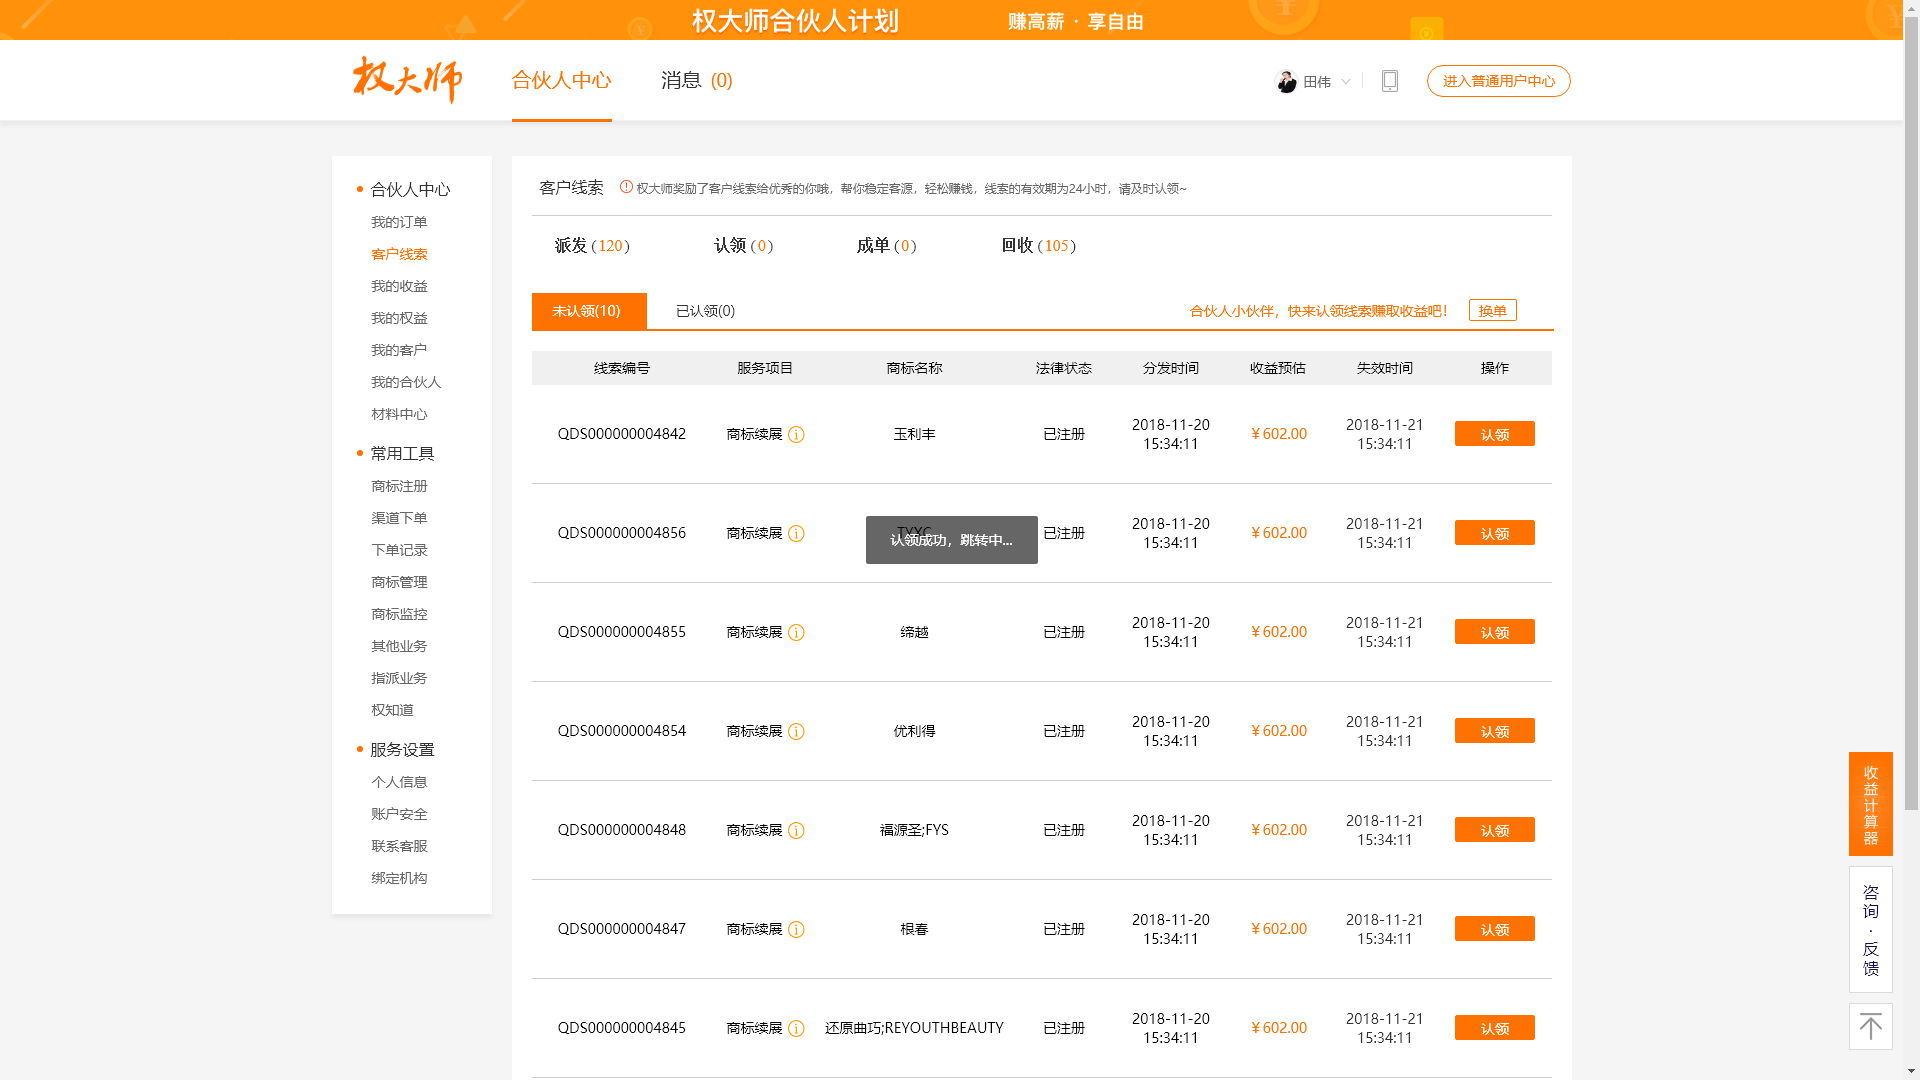 权大师合伙人计划
赚高薪 · 享自由
权大师
合伙人中心
消息 (0)
田伟
进入普通用户中心
合伙人中心
我的订单
客户线索
我的收益
我的权益
我的客户
我的合伙人
材料中心
常用工具
商标注册
渠道下单
下单记录
商标管理
商标监控
其他业务
指派业务
权知道
服务设置
个人信息
账户安全
联系客服
绑定机构
客户线索 权大师奖励了客户线索给优秀的你哦，帮你稳定客源，轻松赚钱，线索的有效期为24小时，请及时认领~
派发 (120) 认领 (0) 成单 (0) 回收 (105)
未认领(10) 已认领(0) 合伙人小伙伴，快来认领线索赚取收益吧！ 换单
线索编号 服务项目 商标名称 法律状态 分发时间 收益预估 失效时间 操作
QDS000000004842 商标续展 玉利丰 已注册 2018-11-20 15:34:11 ￥602.00 2018-11-21 15:34:11 认领
QDS000000004856 商标续展 TYXC 已注册 2018-11-20 15:34:11 ￥602.00 2018-11-21 15:34:11 认领
认领成功，跳转中...
QDS000000004855 商标续展 缔越 已注册 2018-11-20 15:34:11 ￥602.00 2018-11-21 15:34:11 认领
QDS000000004854 商标续展 优利得 已注册 2018-11-20 15:34:11 ￥602.00 2018-11-21 15:34:11 认领
QDS000000004848 商标续展 福源圣;FYS 已注册 2018-11-20 15:34:11 ￥602.00 2018-11-21 15:34:11 认领
QDS000000004847 商标续展 根春 已注册 2018-11-20 15:34:11 ￥602.00 2018-11-21 15:34:11 认领
QDS000000004845 商标续展 还原曲巧;REYOUTHBEAUTY 已注册 2018-11-20 15:34:11 ￥602.00 2018-11-21 15:34:11 认领
收益计算器
咨询·反馈